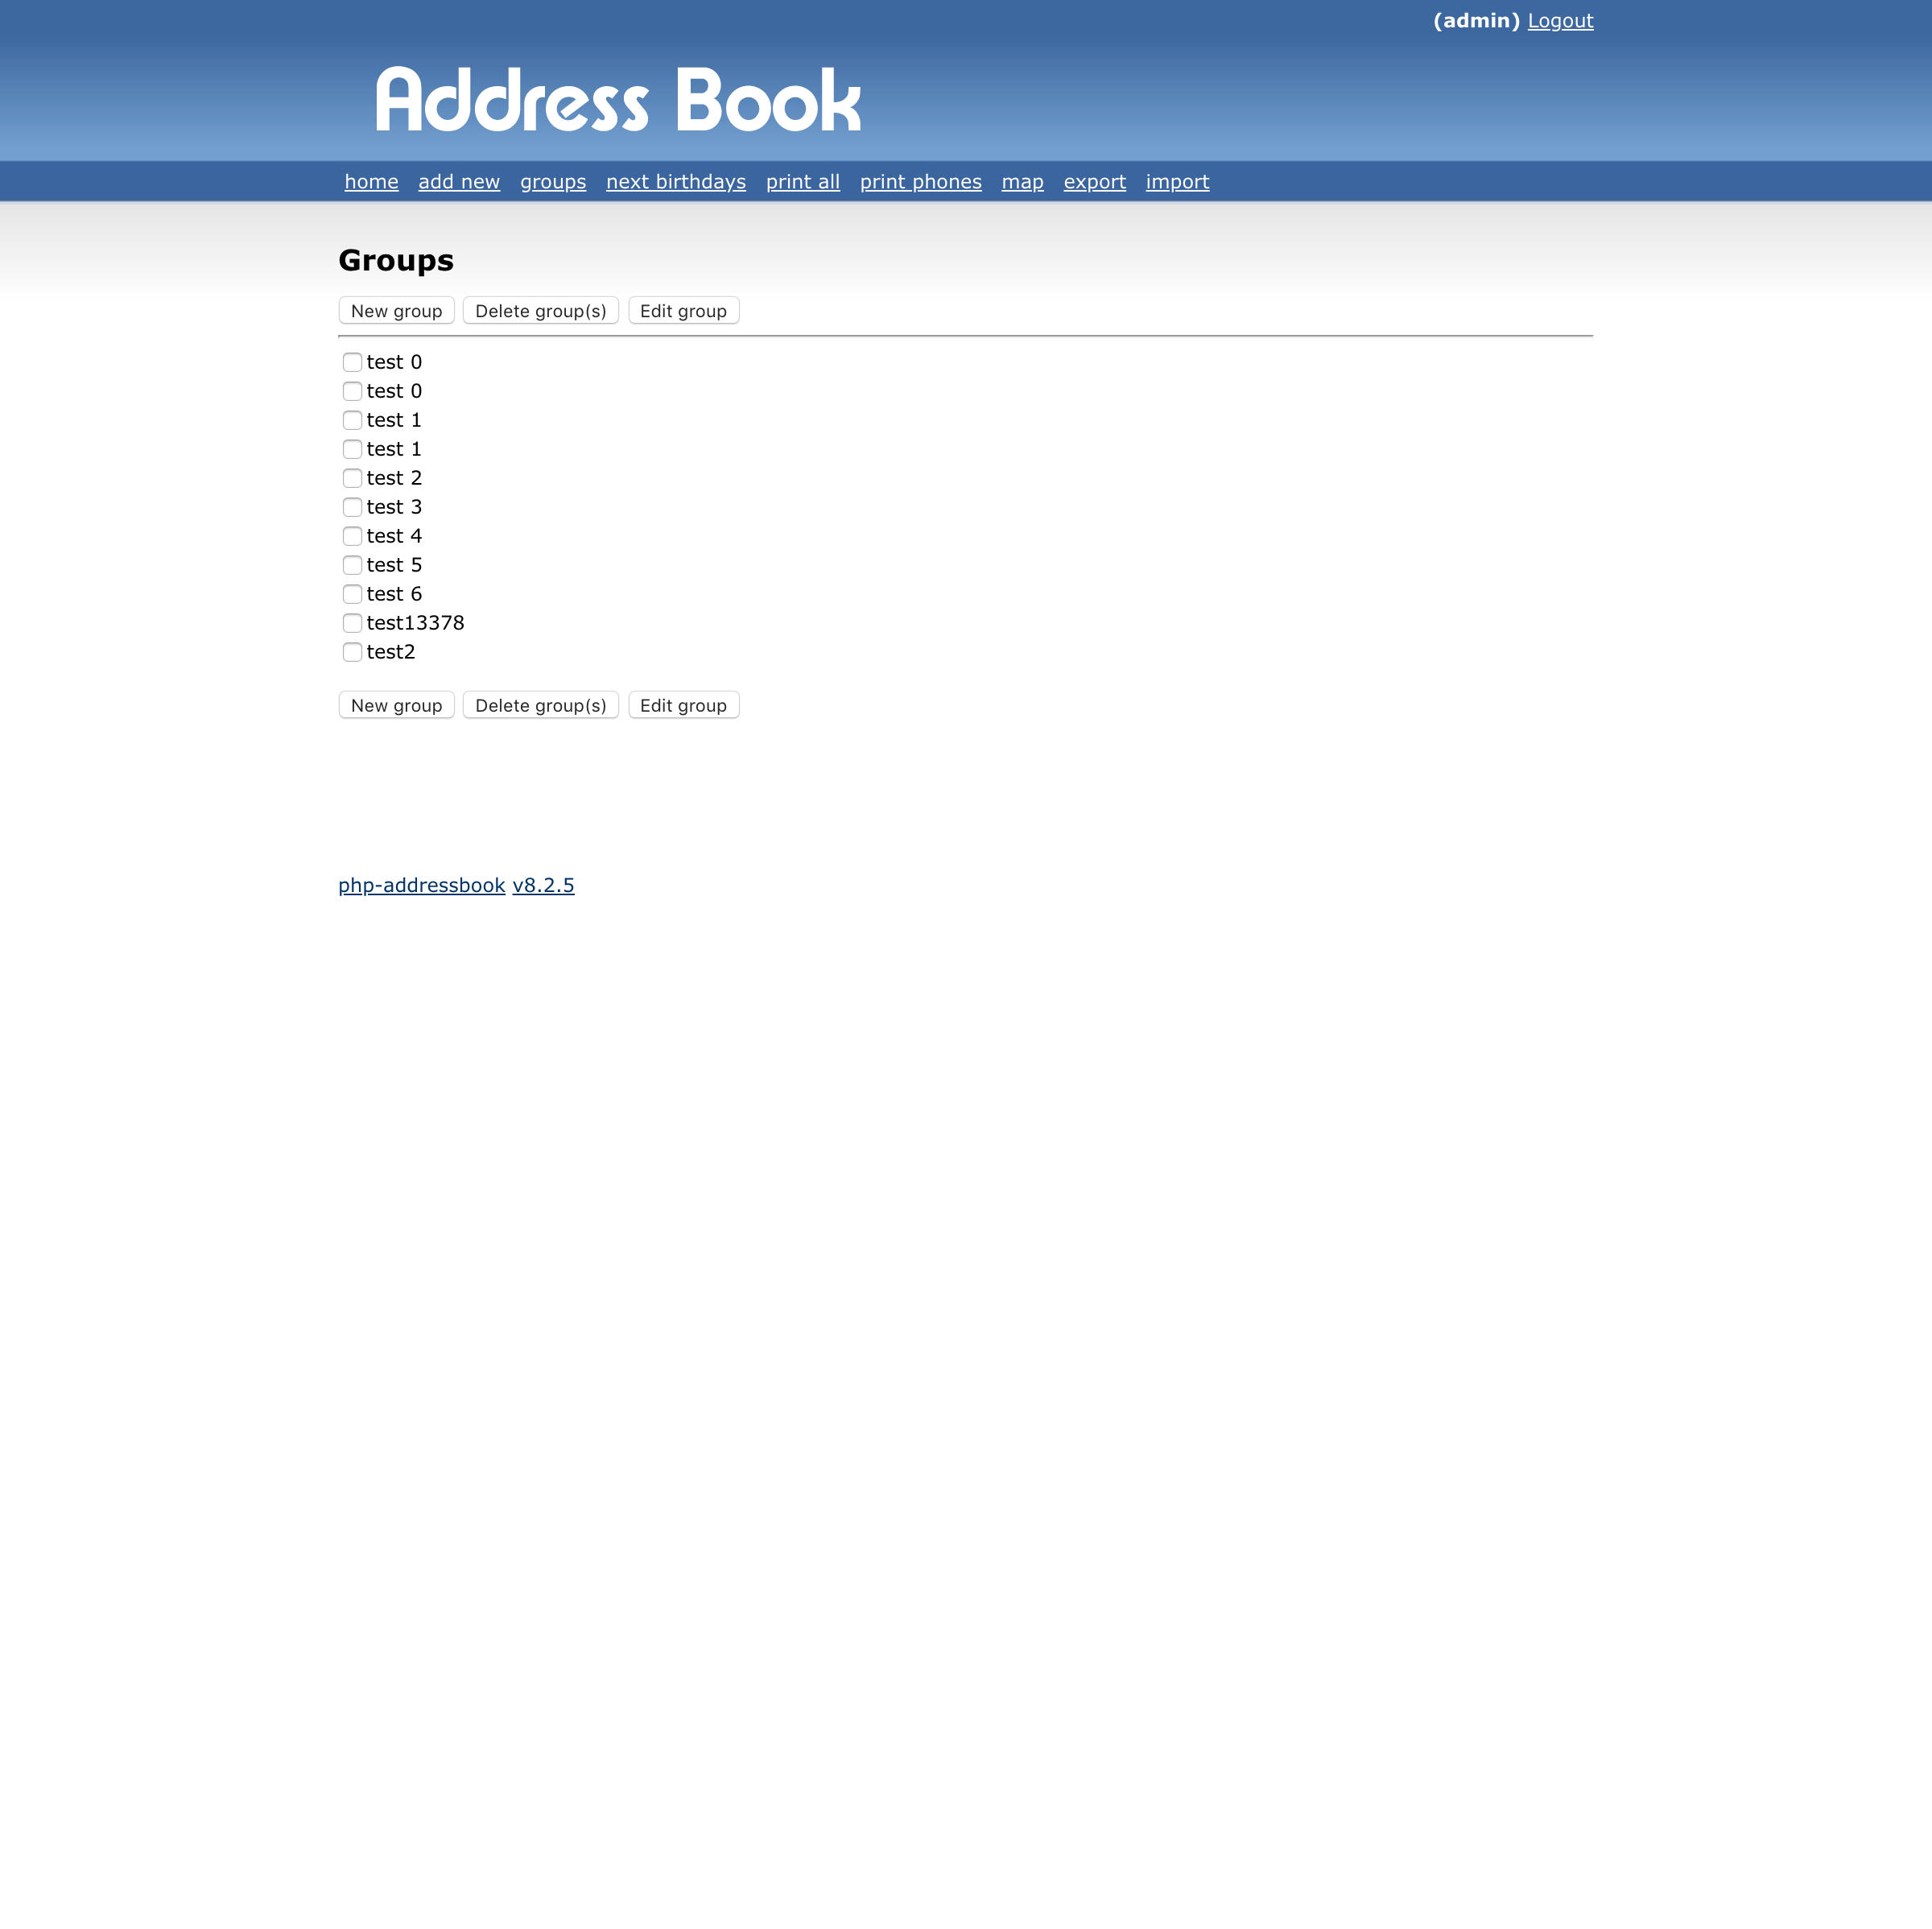 (admin) Logout
Address Book
home add new groups next birthdays print all print phones map export import
Groups
New group Delete group(s) Edit group
test 0
test 0
test 1
test 1
test 2
test 3
test 4
test 5
test 6
test13378
test2
New group Delete group(s) Edit group
php-addressbook v8.2.5